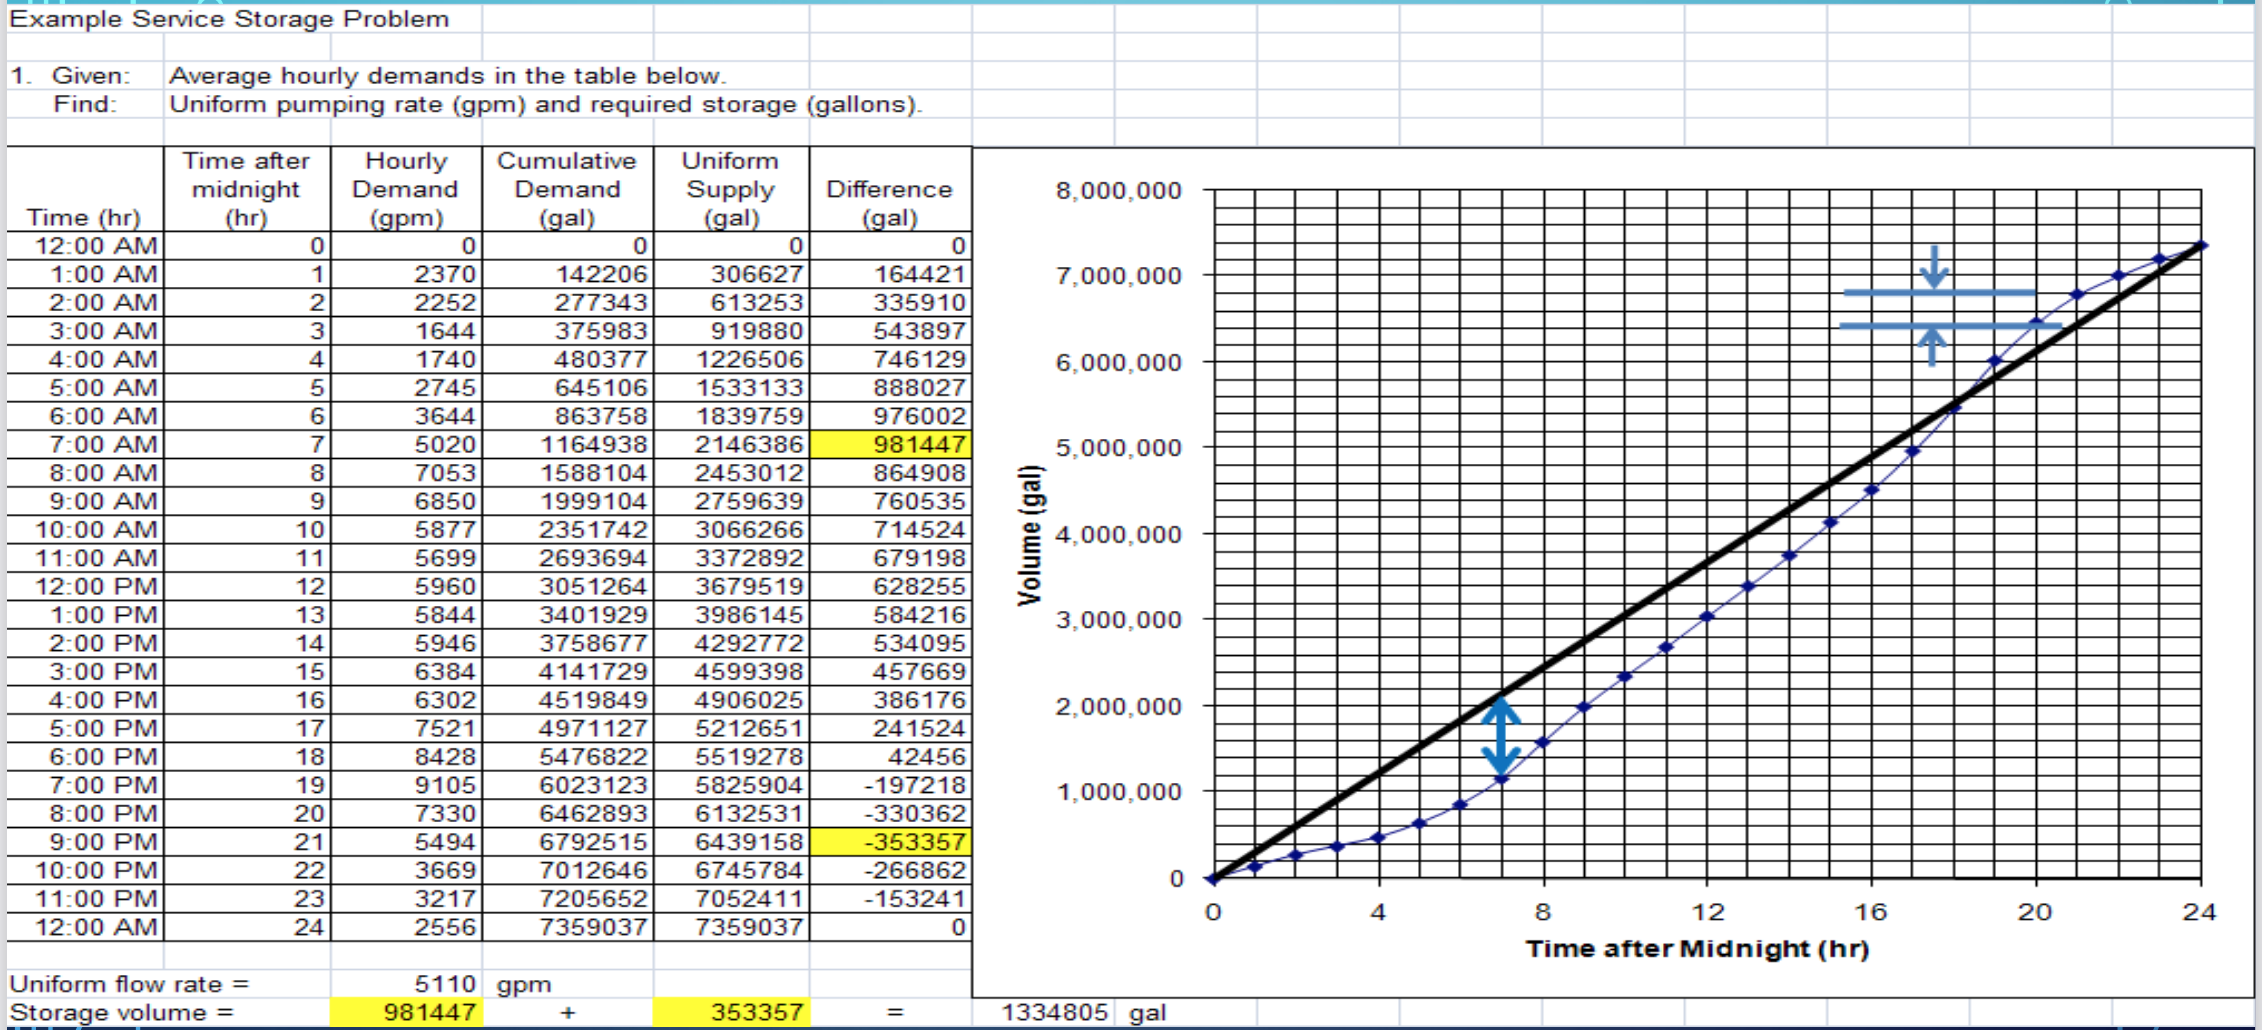 Example Service Storage Problem
1. Given: Average hourly demands in the table below.
Find: Uniform pumping rate (gpm) and required storage (gallons).
Time (hr) Time after midnight (hr) Hourly Demand (gpm) Cumulative Demand (gal) Uniform Supply (gal) Difference (gal)
12:00 AM 0 0 0 0 0
1:00 AM 1 2370 142206 306627 164421
2:00 AM 2 2252 277343 613253 335910
3:00 AM 3 1644 375983 919880 543897
4:00 AM 4 1740 480377 1226506 746129
5:00 AM 5 2745 645106 1533133 888027
6:00 AM 6 3644 863758 1839759 976002
7:00 AM 7 5020 1164938 2146386 981447
8:00 AM 8 7053 1588104 2453012 864908
9:00 AM 9 6850 1999104 2759639 760535
10:00 AM 10 5877 2351742 3066266 714524
11:00 AM 11 5699 2693694 3372892 679198
12:00 PM 12 5960 3051264 3679519 628255
1:00 PM 13 5844 3401929 3986145 584216
2:00 PM 14 5946 3758677 4292772 534095
3:00 PM 15 6384 4141729 4599398 457669
4:00 PM 16 6302 4519849 4906025 386176
5:00 PM 17 7521 4971127 5212651 241524
6:00 PM 18 8428 5476822 5519278 42456
7:00 PM 19 9105 6023123 5825904 -197218
8:00 PM 20 7330 6462893 6132531 -330362
9:00 PM 21 5494 6792515 6439158 -353357
10:00 PM 22 3669 7012646 6745784 -266862
11:00 PM 23 3217 7205652 7052411 -153241
12:00 AM 24 2556 7359037 7359037 0
Uniform flow rate = 5110 gpm
Storage volume = 981447 + 353357 = 1334805 gal
Volume (gal)
8,000,000
7,000,000
6,000,000
5,000,000
4,000,000
3,000,000
2,000,000
1,000,000
0
0 4 8 12 16 20 24
Time after Midnight (hr)